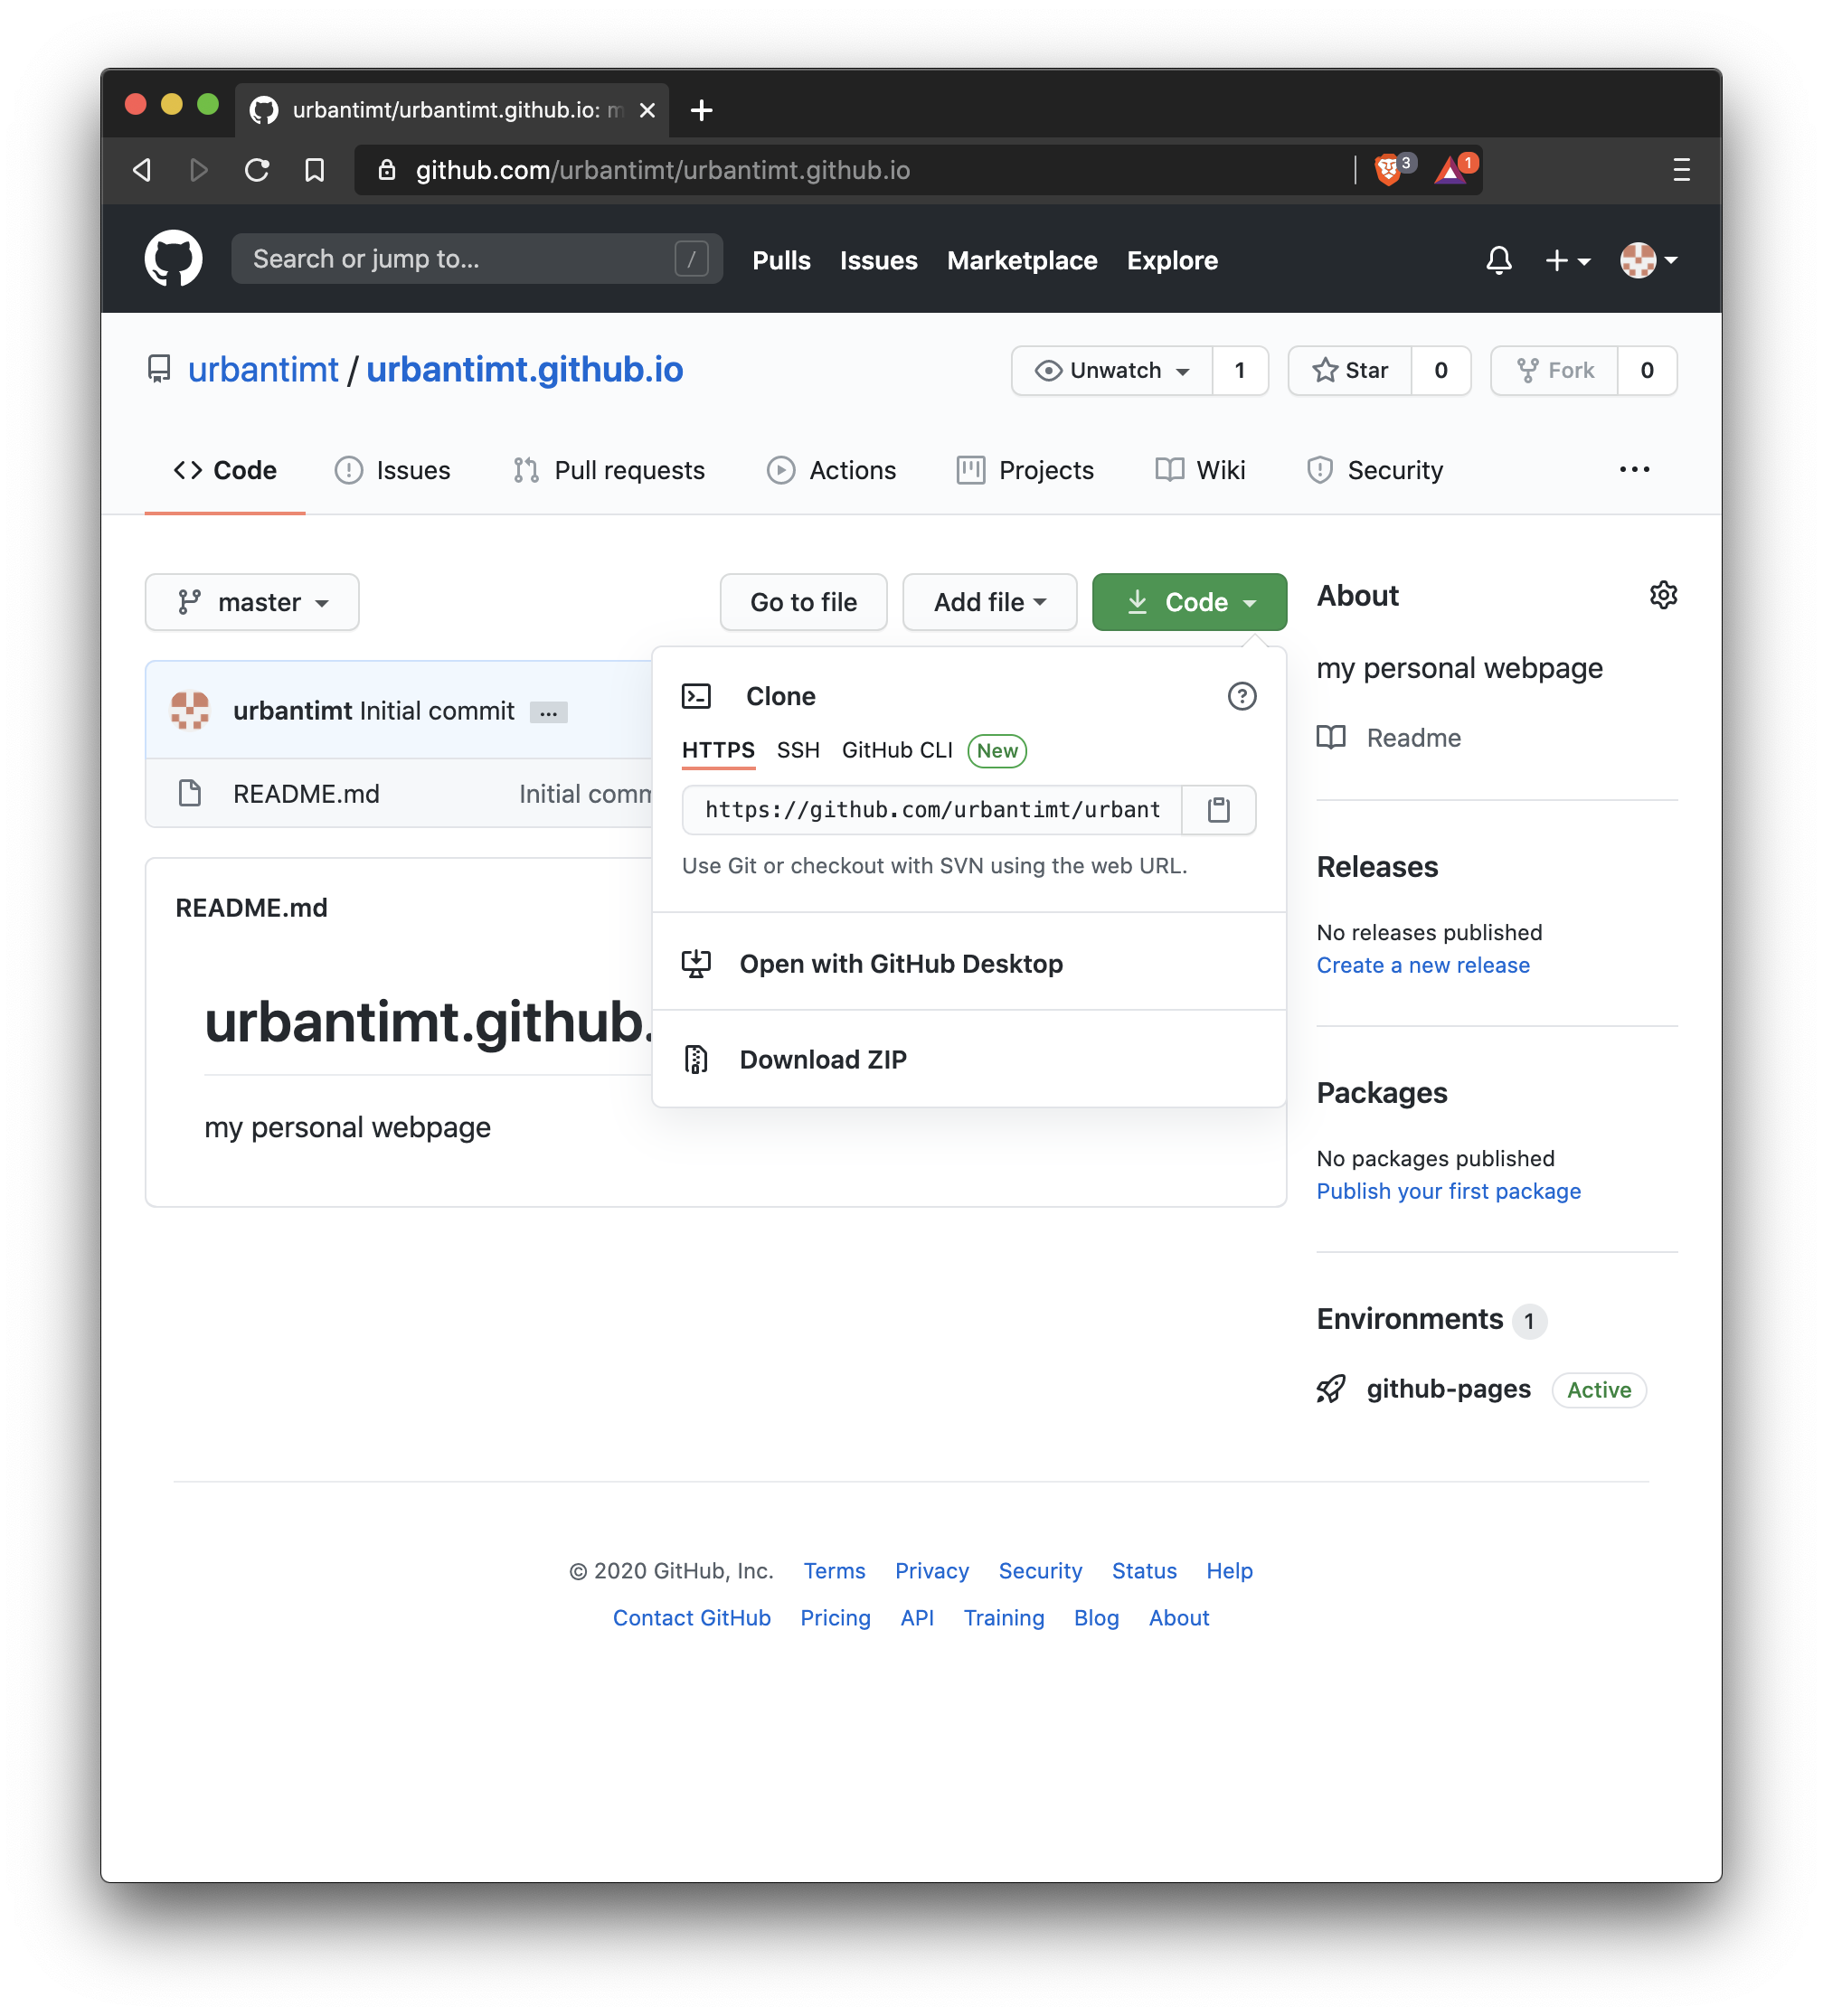 urbantimt/urbantimt.github.io: m
github.com/urbantimt/urbantimt.github.io
3
1
Search or jump to...
/
Pulls
Issues
Marketplace
Explore
urbantimt / urbantimt.github.io
Unwatch
1
Star
0
Fork
0
Code
Issues
Pull requests
Actions
Projects
Wiki
Security
master
Go to file
Add file
Code
urbantimt Initial commit ...
README.md
Initial comm
Clone
HTTPS
SSH
GitHub CLI
New
https://github.com/urbantimt/urbant
Use Git or checkout with SVN using the web URL.
Open with GitHub Desktop
Download ZIP
README.md
urbantimt.github.
my personal webpage
About
my personal webpage
Readme
Releases
No releases published
Create a new release
Packages
No packages published
Publish your first package
Environments 1
github-pages Active
© 2020 GitHub, Inc.
Terms
Privacy
Security
Status
Help
Contact GitHub
Pricing
API
Training
Blog
About